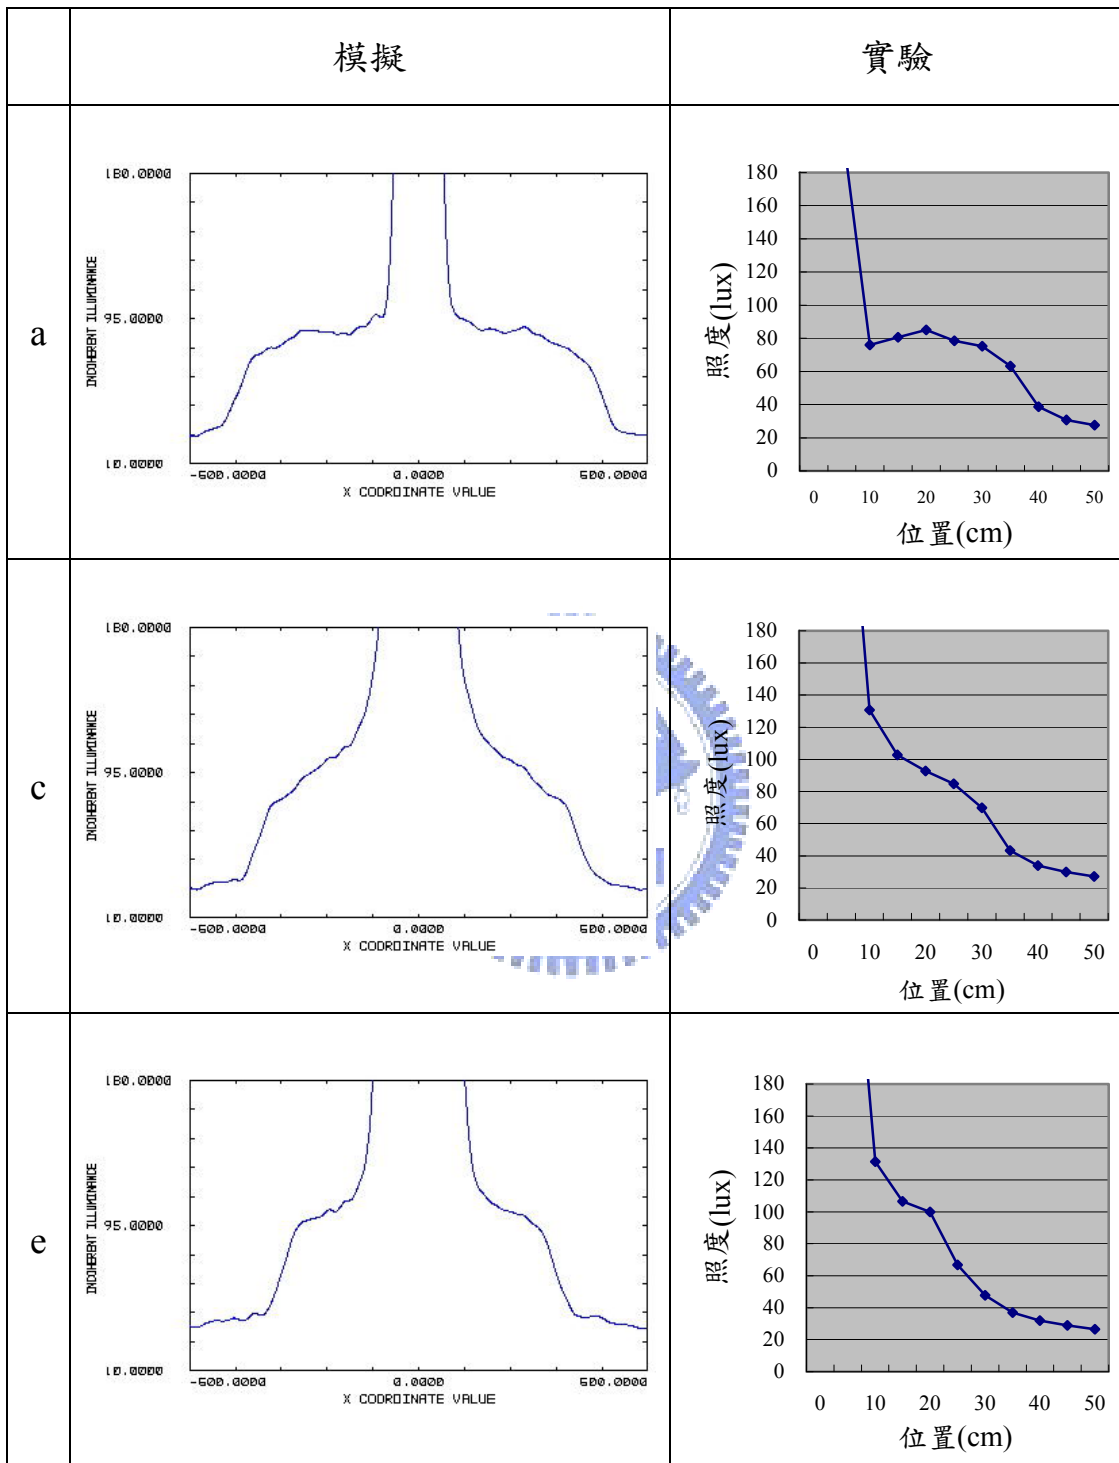 模擬
實驗
a
180.0000
95.0000
10.0000
INCOHERENT ILLUMINANCE
-500.0000
0.0000
500.0000
X COORDINATE VALUE
180
160
140
120
100
80
60
40
20
0
照度(lux)
0 10 20 30 40 50
位置(cm)
c
180.0000
95.0000
10.0000
INCOHERENT ILLUMINANCE
-500.0000
0.0000
500.0000
X COORDINATE VALUE
180
160
140
120
100
80
60
40
20
0
照度(lux)
0 10 20 30 40 50
位置(cm)
e
180.0000
95.0000
10.0000
INCOHERENT ILLUMINANCE
-500.0000
0.0000
500.0000
X COORDINATE VALUE
180
160
140
120
100
80
60
40
20
0
照度(lux)
0 10 20 30 40 50
位置(cm)